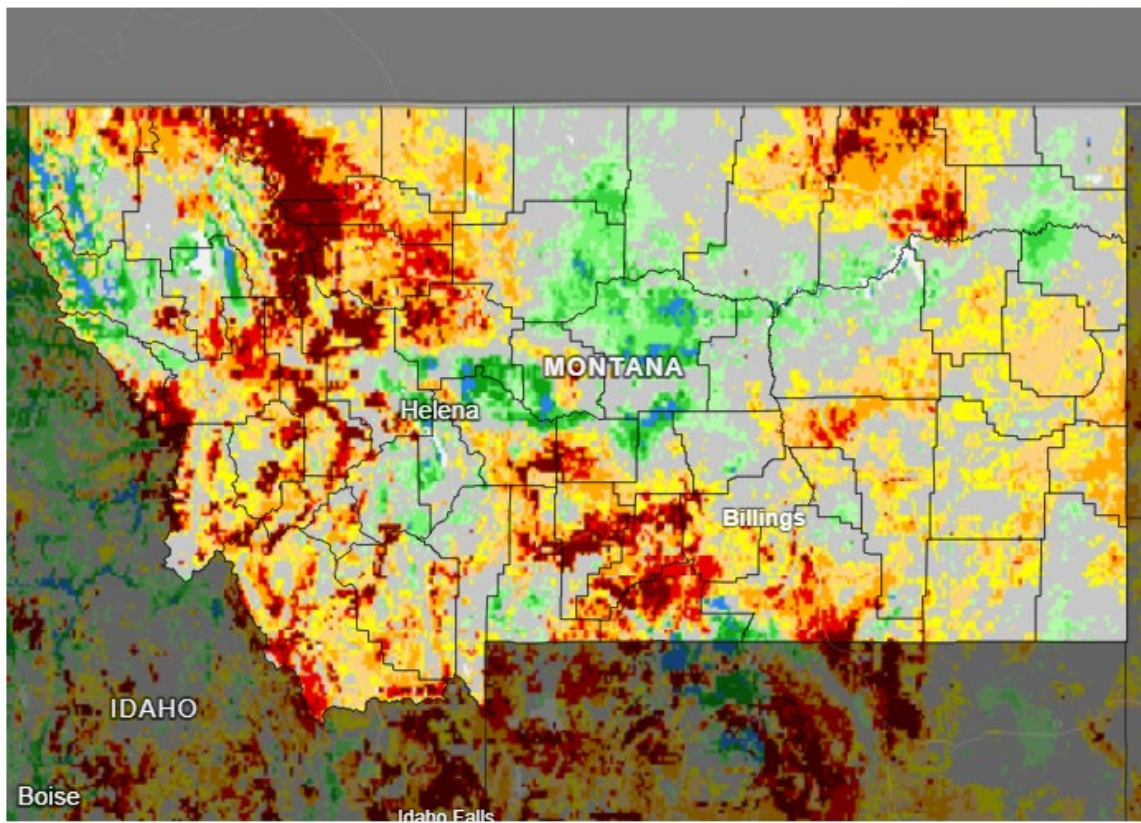 MONTANA
Helena
Billings
IDAHO
Boise
Idaho Falls